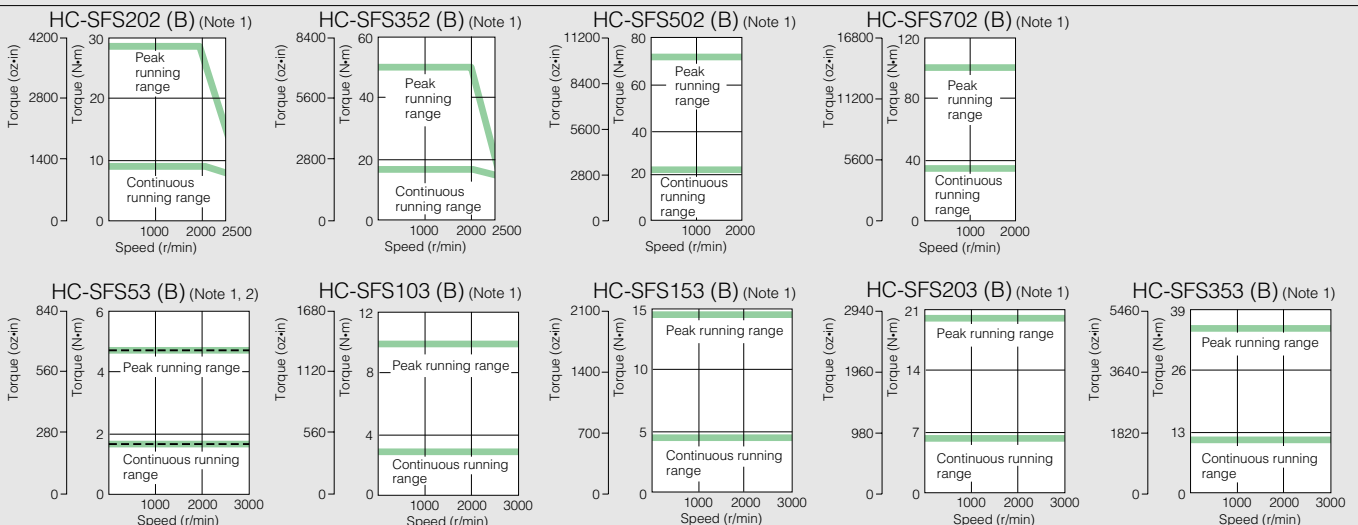 HC-SFS202 (B) (Note 1)
4200
2800
1400
0
Torque (oz•in)
Torque (N•m)
30
20
10
0
Peak
running
range
Continuous
running range
1000
2000
2500
Speed (r/min)
HC-SFS352 (B) (Note 1)
8400
5600
2800
0
Torque (oz•in)
Torque (N•m)
60
40
20
0
Peak
running
range
Continuous
running range
1000
2000
2500
Speed (r/min)
HC-SFS502 (B) (Note 1)
11200
8400
5600
2800
0
Torque (oz•in)
Torque (N•m)
80
60
40
20
0
Peak
running
range
Continuous
running
range
1000
2000
Speed (r/min)
HC-SFS702 (B) (Note 1)
16800
11200
5600
0
Torque (oz•in)
Torque (N•m)
120
80
40
0
Peak
running
range
Continuous
running
range
1000
2000
Speed (r/min)
HC-SFS53 (B) (Note 1, 2)
840
560
280
0
Torque (oz•in)
Torque (N•m)
6
4
2
0
Peak running range
Continuous running
range
1000
2000
3000
Speed (r/min)
HC-SFS103 (B) (Note 1)
1680
1120
560
0
Torque (oz•in)
Torque (N•m)
12
8
4
0
Peak running range
Continuous running
range
1000
2000
3000
Speed (r/min)
HC-SFS153 (B) (Note 1)
2100
1400
700
0
Torque (oz•in)
Torque (N•m)
15
10
5
0
Peak running range
Continuous running
range
1000
2000
3000
Speed (r/min)
HC-SFS203 (B) (Note 1)
2940
1960
980
0
Torque (oz•in)
Torque (N•m)
21
14
7
0
Peak running range
Continuous running
range
1000
2000
3000
Speed (r/min)
HC-SFS353 (B) (Note 1)
5460
3640
1820
0
Torque (oz•in)
Torque (N•m)
39
26
13
0
Peak running range
Continuous running
range
1000
2000
3000
Speed (r/min)